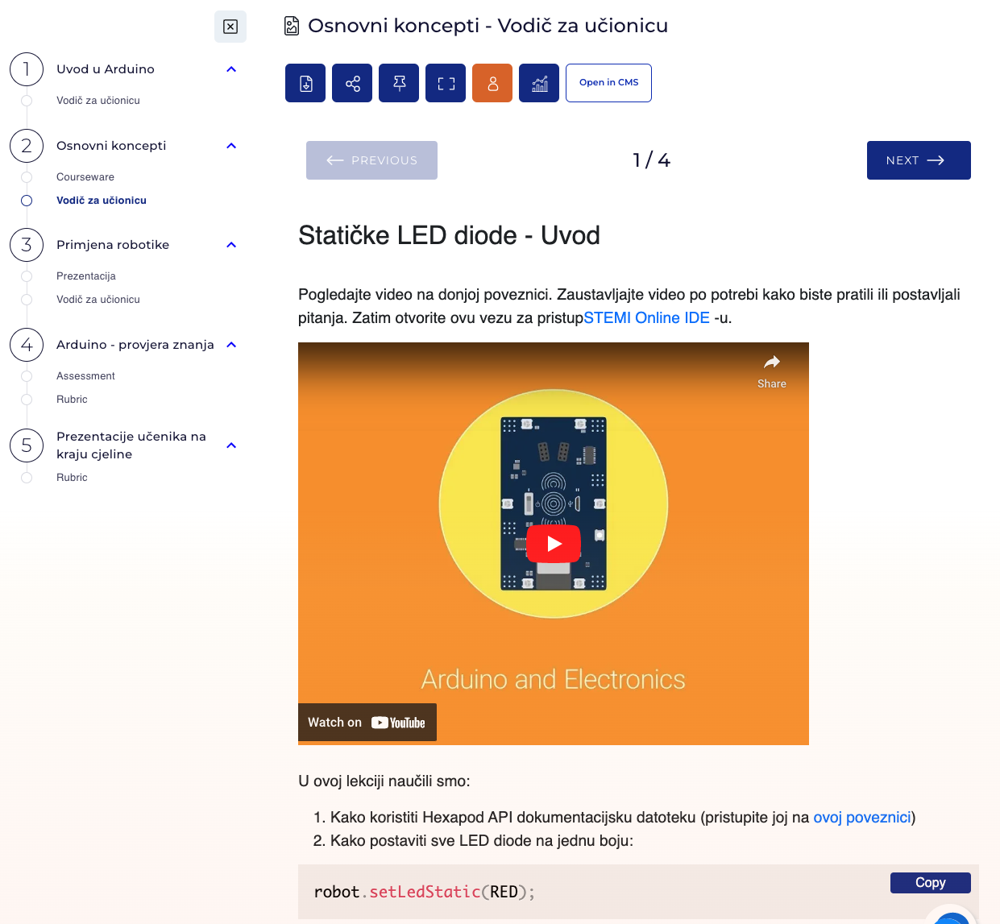 Osnovni koncepti - Vodič za učionicu
1
Uvod u Arduino
Vodič za učionicu
2
Osnovni koncepti
Courseware
Vodič za učionicu
3
Primjena robotike
Prezentacija
Vodič za učionicu
4
Arduino - provjera znanja
Assessment
Rubric
5
Prezentacije učenika na
kraju cjeline
Rubric
Open in CMS
PREVIOUS
1 / 4
NEXT
Statičke LED diode - Uvod
Pogledajte video na donjoj poveznici. Zaustavljajte video po potrebi kako biste pratili ili postavljali
pitanja. Zatim otvorite ovu vezu za pristupSTEMI Online IDE -u.
Share
Arduino and Electronics
Watch on YouTube
U ovoj lekciji naučili smo:
1. Kako koristiti Hexapod API dokumentacijsku datoteku (pristupite joj na ovoj poveznici)
2. Kako postaviti sve LED diode na jednu boju:
Copy
robot.setLedStatic(RED);